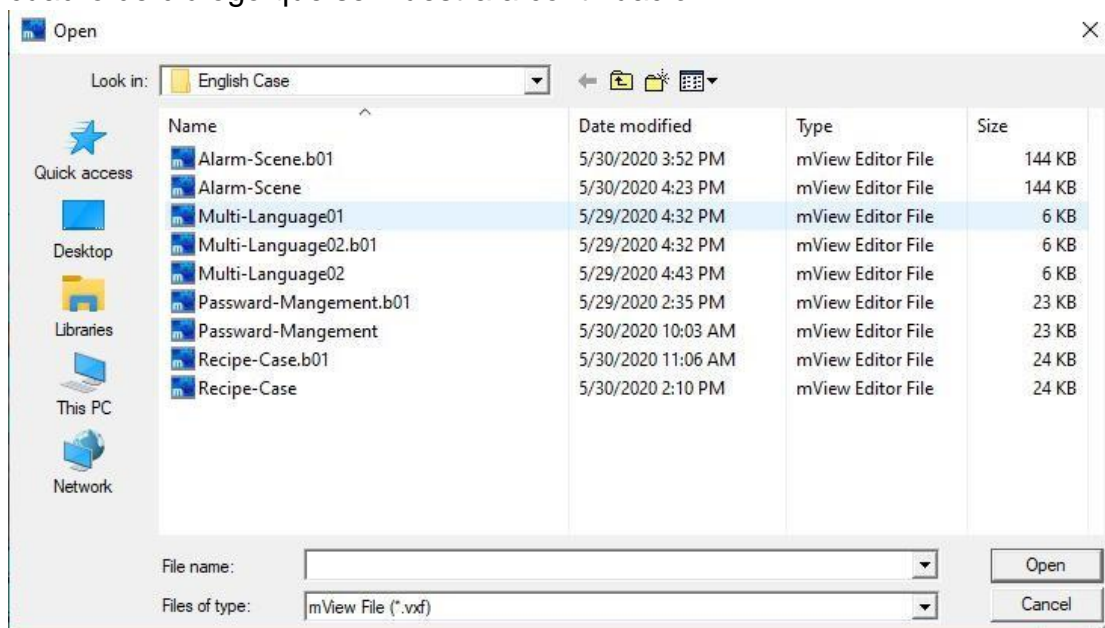 Open
Look in: English Case
Name Date modified Type Size
Alarm-Scene.b01 5/30/2020 3:52 PM mView Editor File 144 KB
Alarm-Scene 5/30/2020 4:23 PM mView Editor File 144 KB
Multi-Language01 5/29/2020 4:32 PM mView Editor File 6 KB
Multi-Language02.b01 5/29/2020 4:32 PM mView Editor File 6 KB
Multi-Language02 5/29/2020 4:43 PM mView Editor File 6 KB
Passward-Mangement.b01 5/29/2020 2:35 PM mView Editor File 23 KB
Passward-Mangement 5/30/2020 10:03 AM mView Editor File 23 KB
Recipe-Case.b01 5/30/2020 11:06 AM mView Editor File 24 KB
Recipe-Case 5/30/2020 2:10 PM mView Editor File 24 KB
Quick access
Desktop
Libraries
This PC
Network
File name: Open
Files of type: mView File (*.vxf) Cancel